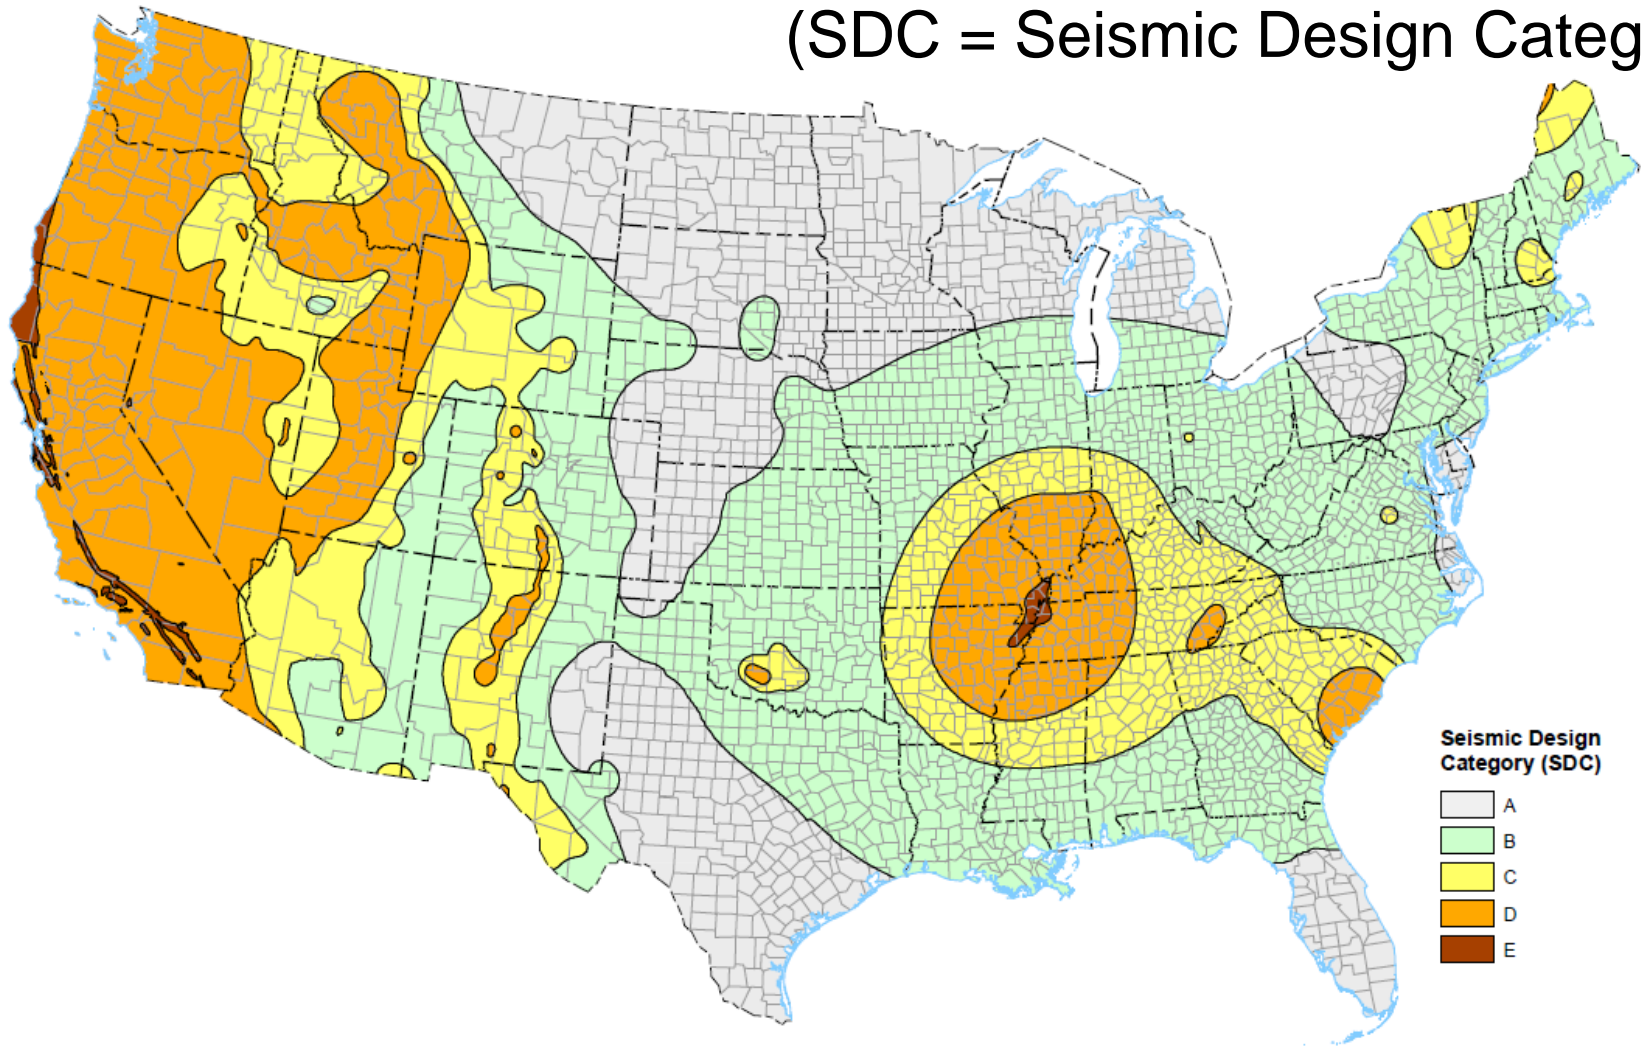 (SDC = Seismic Design Categ
Seismic Design
Category (SDC)
A
B
C
D
E